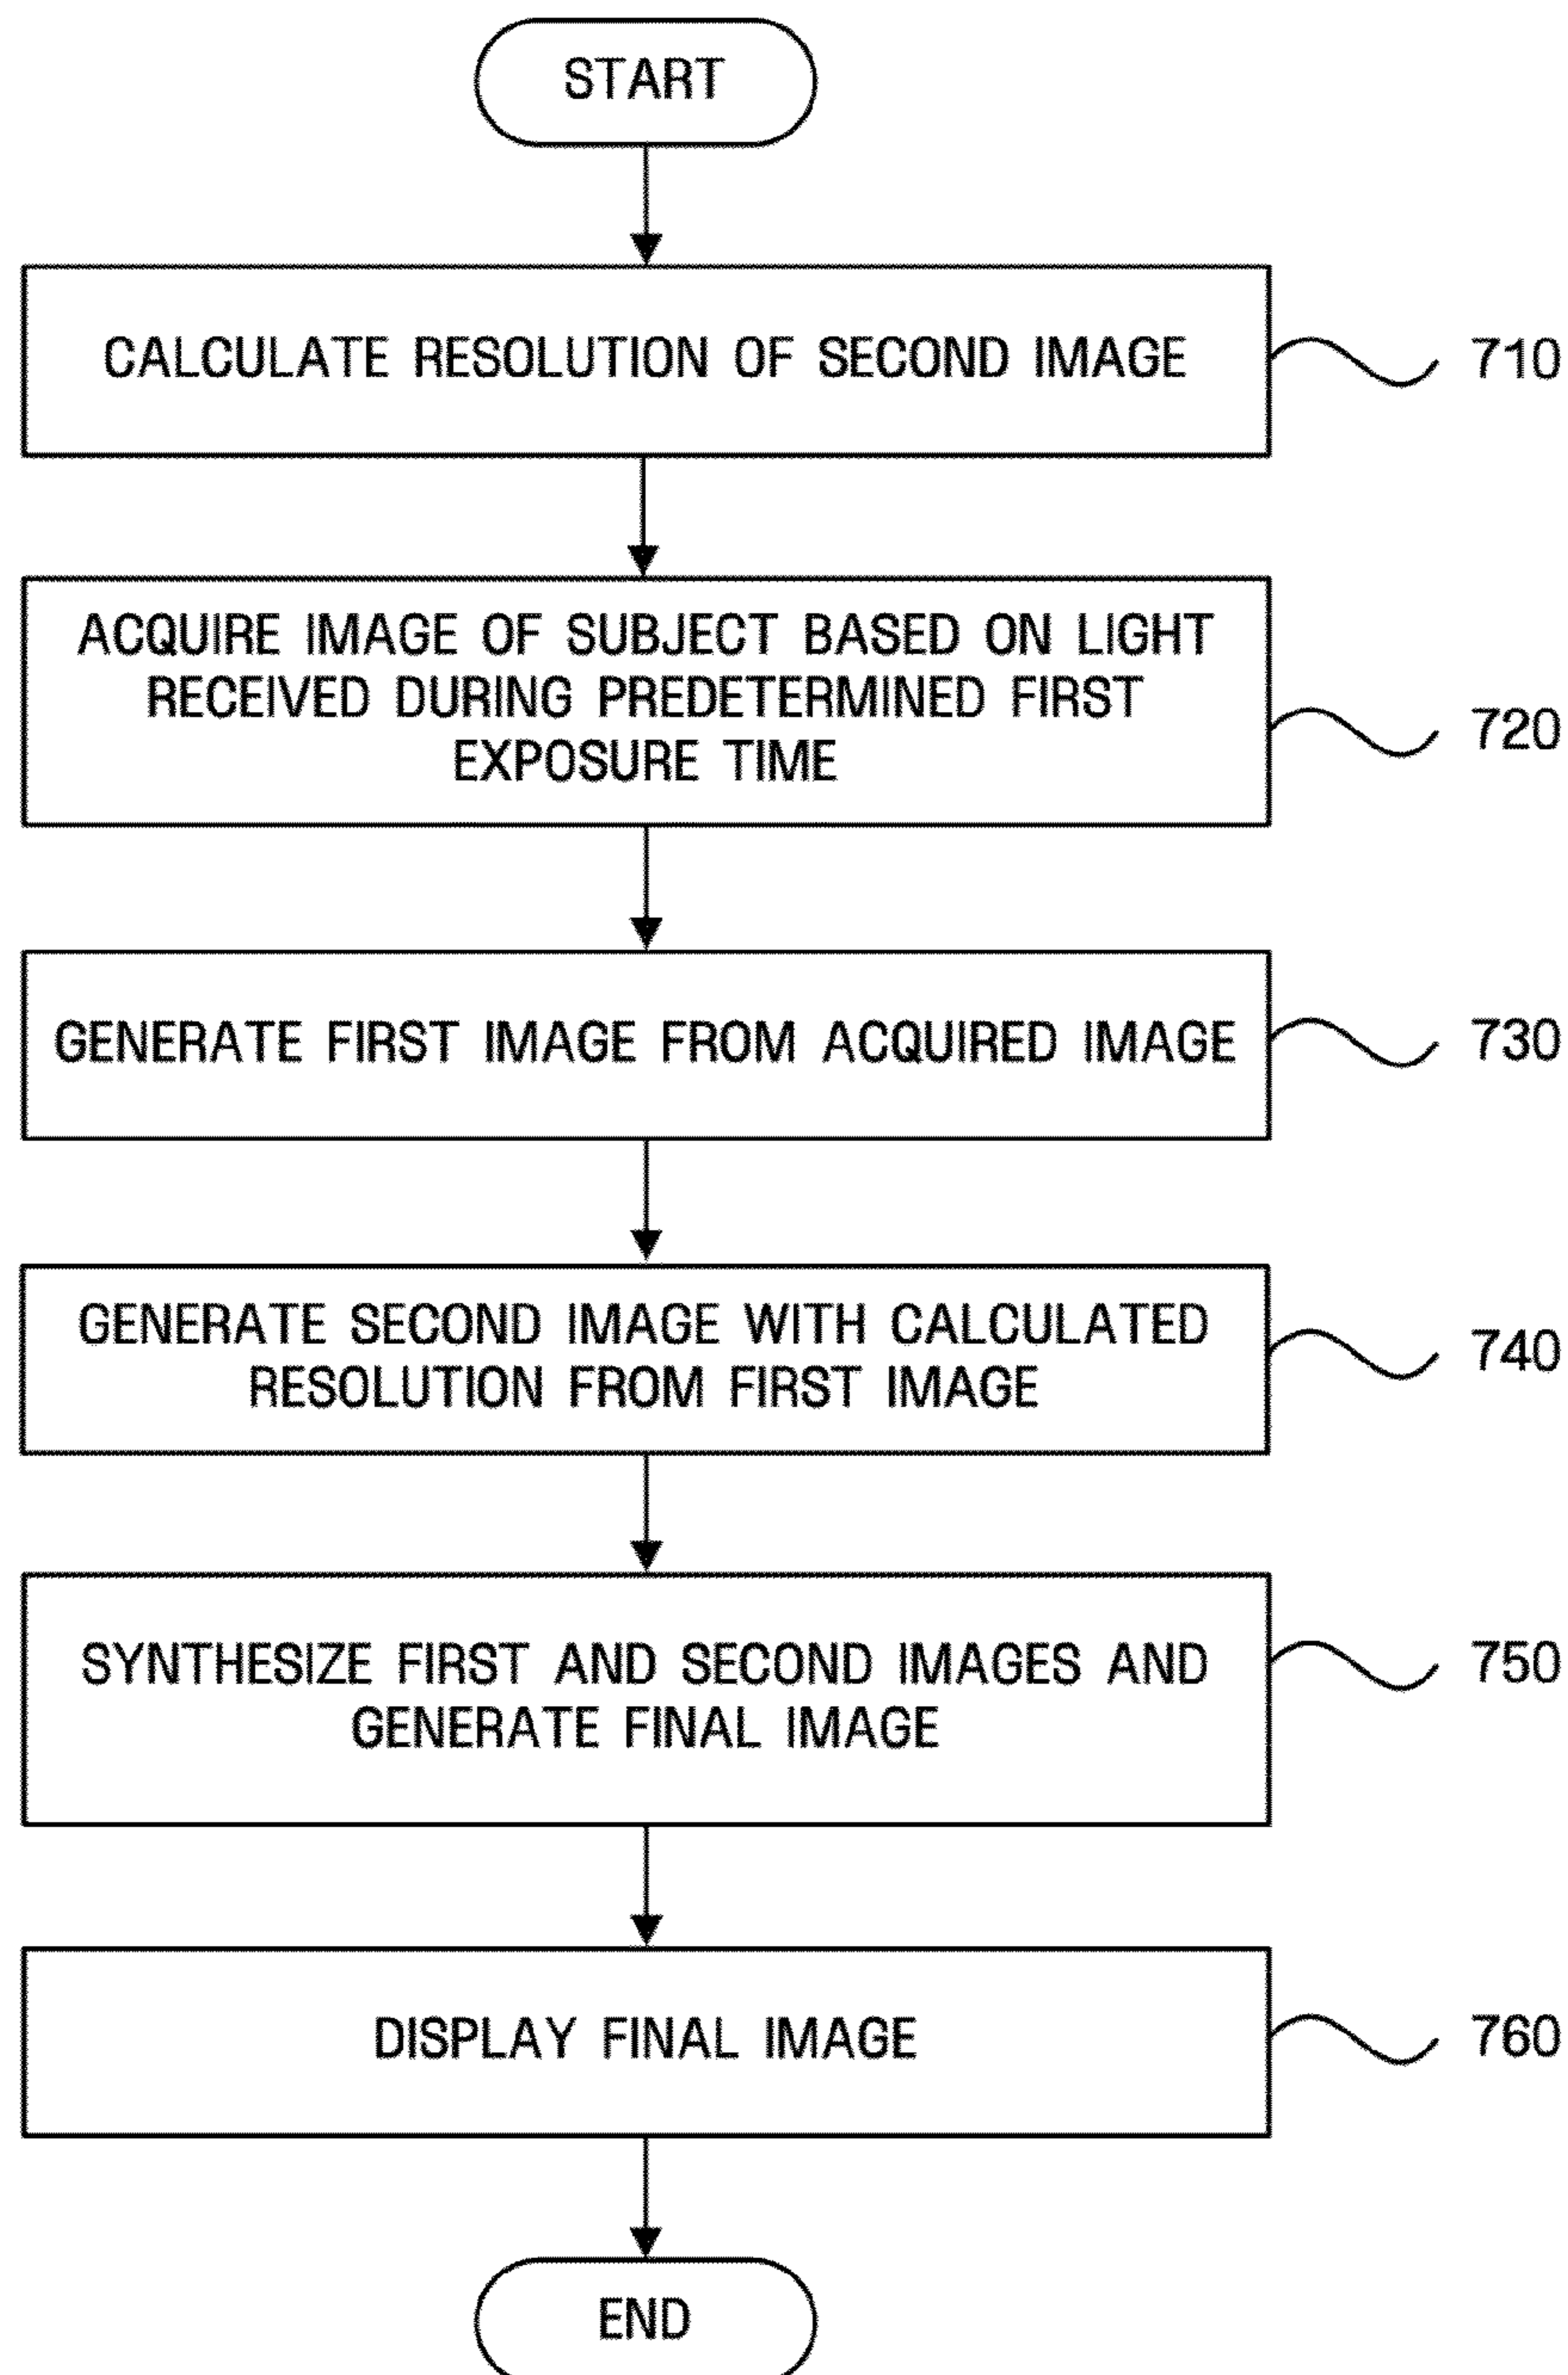 START
CALCULATE RESOLUTION OF SECOND IMAGE
710
ACQUIRE IMAGE OF SUBJECT BASED ON LIGHT
RECEIVED DURING PREDETERMINED FIRST
EXPOSURE TIME
720
GENERATE FIRST IMAGE FROM ACQUIRED IMAGE
730
GENERATE SECOND IMAGE WITH CALCULATED
RESOLUTION FROM FIRST IMAGE
740
SYNTHESIZE FIRST AND SECOND IMAGES AND
GENERATE FINAL IMAGE
750
DISPLAY FINAL IMAGE
760
END